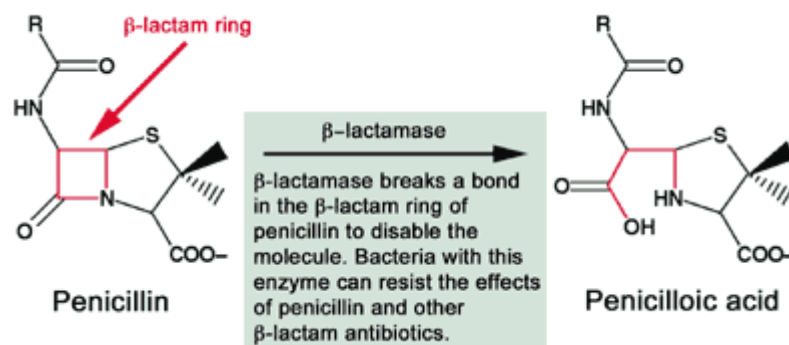 β-lactam ring
R
O
HN
S
N
O
COO–
Penicillin
β–lactamase
β-lactamase breaks a bond
in the β-lactam ring of
penicillin to disable the
molecule. Bacteria with this
enzyme can resist the effects
of penicillin and other
β-lactam antibiotics.
R
O
HN
S
O
OH
HN
COO–
Penicilloic acid